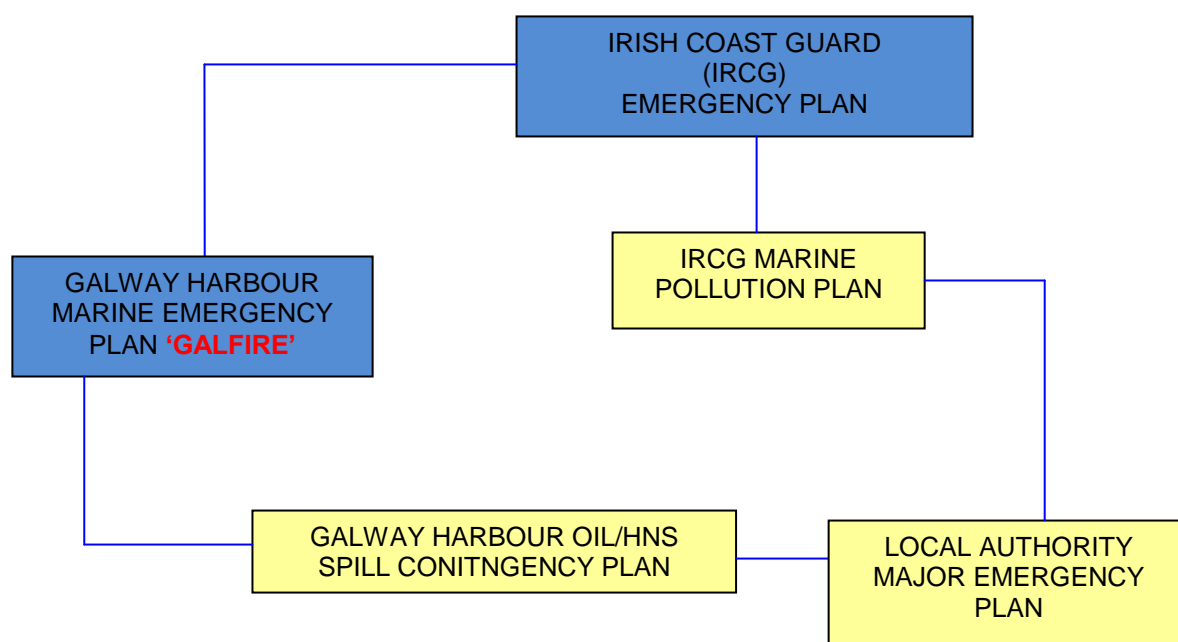 IRISH COAST GUARD
(IRCG)
EMERGENCY PLAN
IRCG MARINE
POLLUTION PLAN
GALWAY HARBOUR
MARINE EMERGENCY
PLAN ‘GALFIRE’
GALWAY HARBOUR OIL/HNS
SPILL CONITNGENCY PLAN
LOCAL AUTHORITY
MAJOR EMERGENCY
PLAN